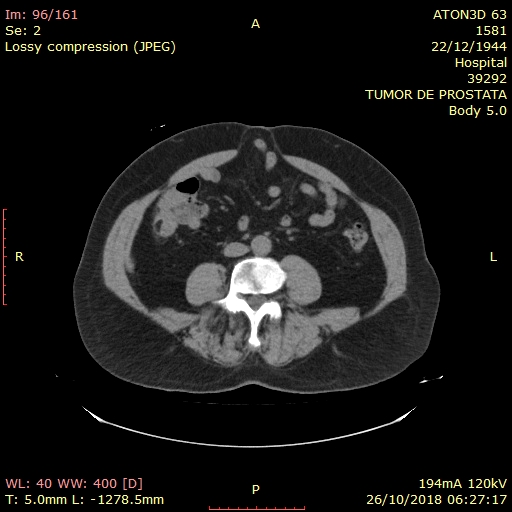 Im: 96/161
Se: 2
Lossy compression (JPEG)
A
ATON3D 63
1581
22/12/1944
Hospital
39292
TUMOR DE PROSTATA
Body 5.0
R
L
WL: 40 WW: 400 [D]
T: 5.0mm L: -1278.5mm
P
194mA 120kV
26/10/2018 06:27:17